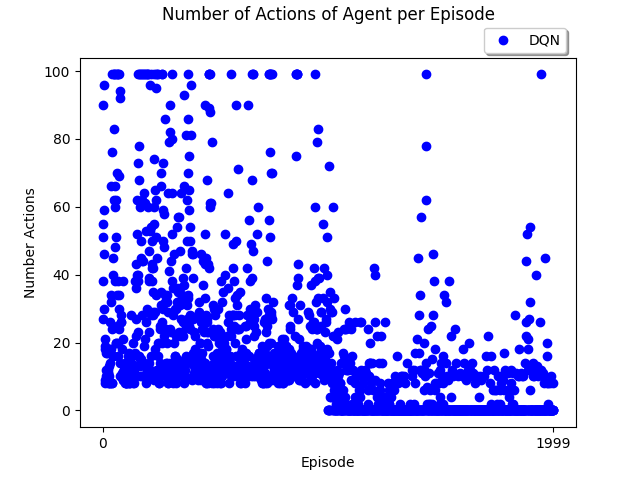 Number of Actions of Agent per Episode
DQN
100
80
60
40
20
0
Number Actions
0
1999
Episode